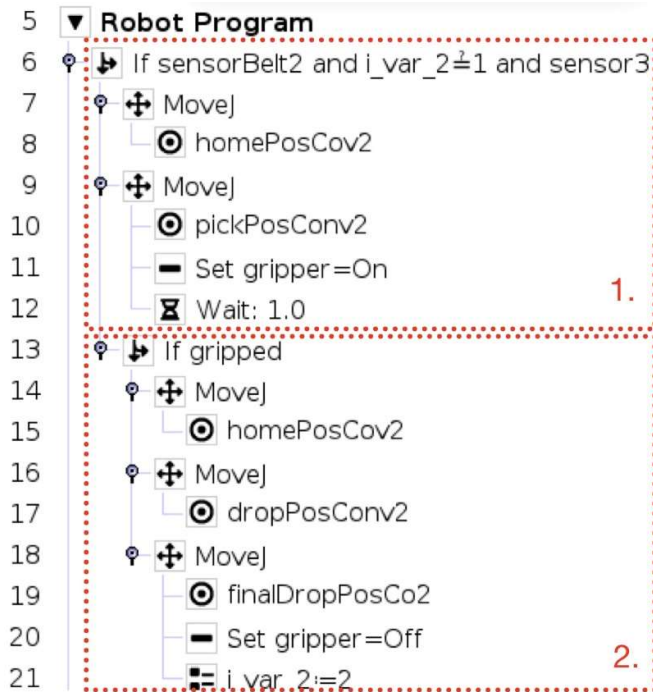 5 ▼ Robot Program
6 If sensorBelt2 and i_var_2≟1 and sensor3
7 MoveJ
8 homePosCov2
9 MoveJ
10 pickPosConv2
11 Set gripper=On
12 Wait: 1.0
1.
13 If gripped
14 MoveJ
15 homePosCov2
16 MoveJ
17 dropPosConv2
18 MoveJ
19 finalDropPosCo2
20 Set gripper=Off
21 i_var_2≔2
2.